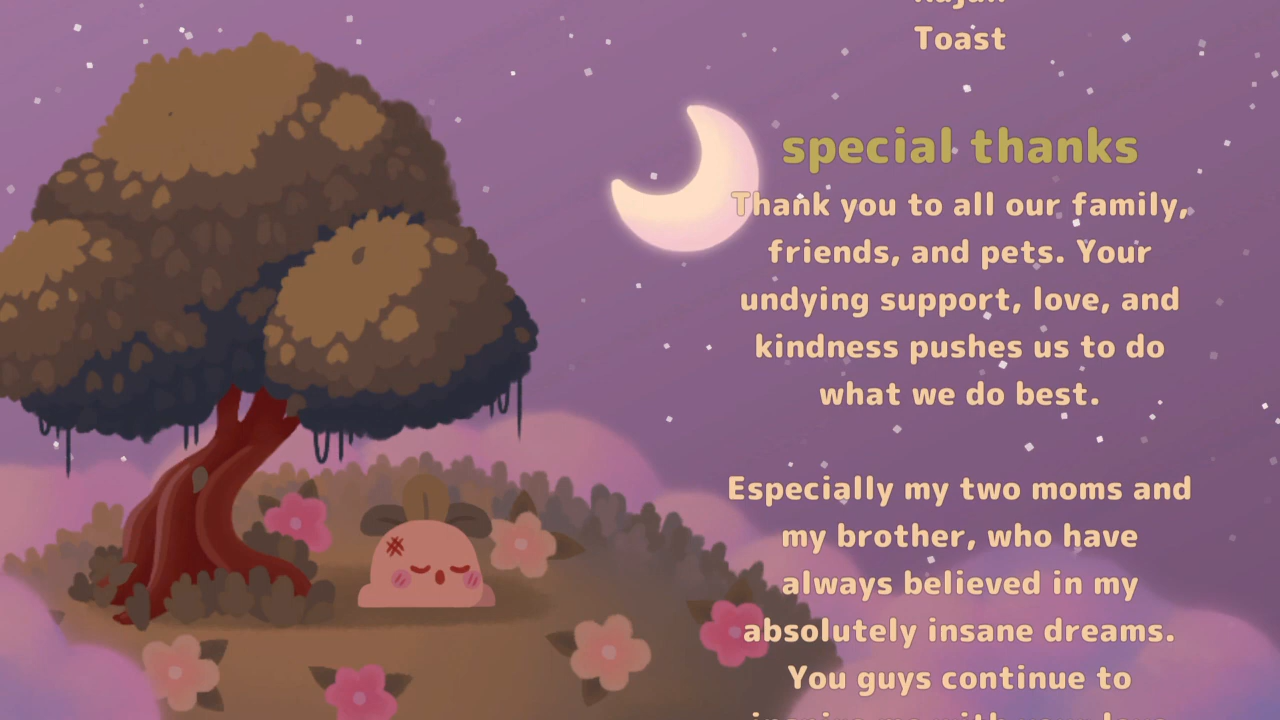 Toast
special thanks
Thank you to all our family,
friends, and pets. Your
undying support, love, and
kindness pushes us to do
what we do best.
Especially my two moms and
my brother, who have
always believed in my
absolutely insane dreams.
You guys continue to